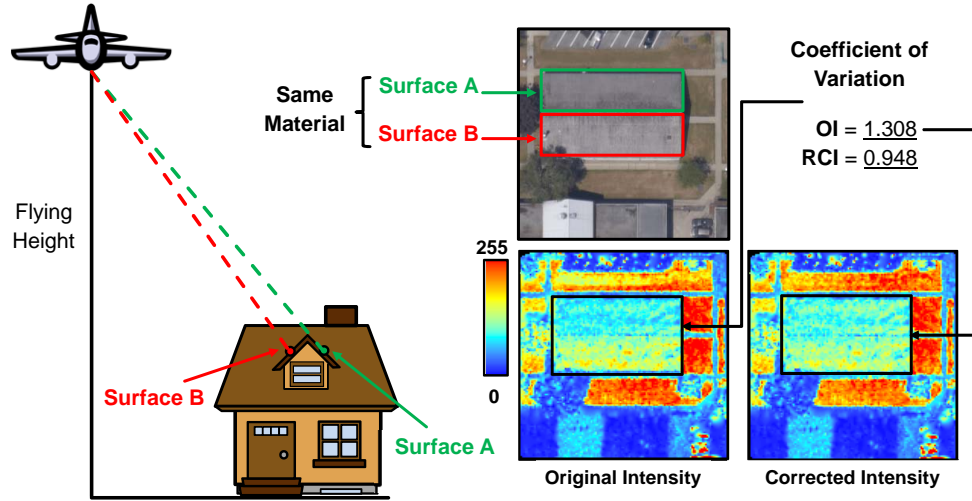 Same
Material
Surface A
Surface B
Coefficient of
Variation
OI = 1.308
RCI = 0.948
Flying
Height
255
0
Surface B
Surface A
Original Intensity
Corrected Intensity